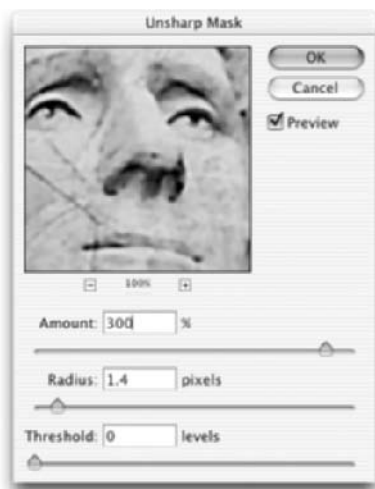 Unsharp Mask
OK
Cancel
Preview
100%
Amount: 300 %
Radius: 1.4 pixels
Threshold: 0 levels